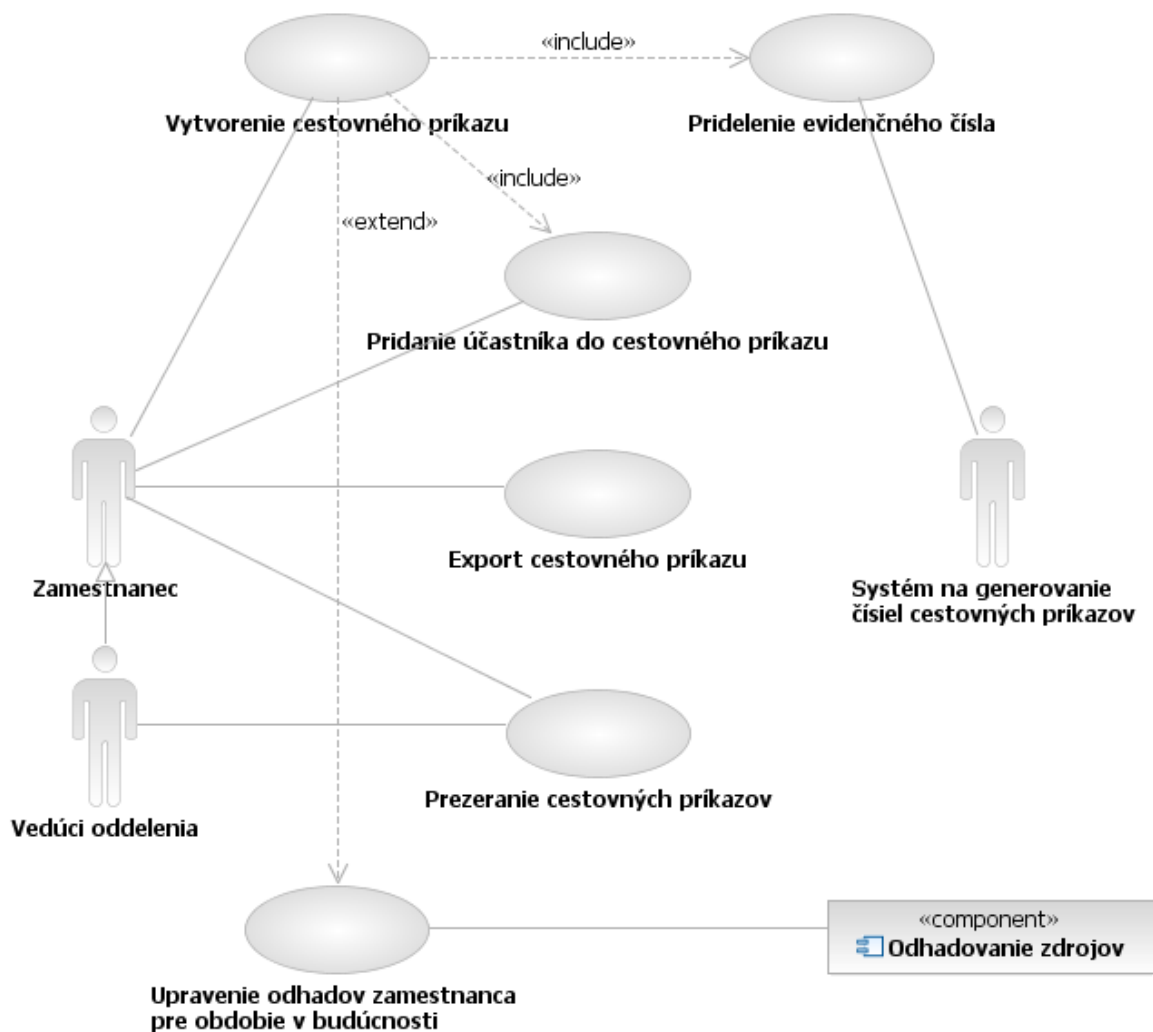 «include»
Vytvorenie cestovného príkazu
Pridelenie evidenčného čísla
«include»
«extend»
Pridanie účastníka do cestovného príkazu
Export cestovného príkazu
Zamestnanec
Systém na generovanie
čísiel cestovných príkazov
Prezeranie cestovných príkazov
Vedúci oddelenia
«component»
Odhadovanie zdrojov
Upravenie odhadov zamestnanca
pre obdobie v budúcnosti